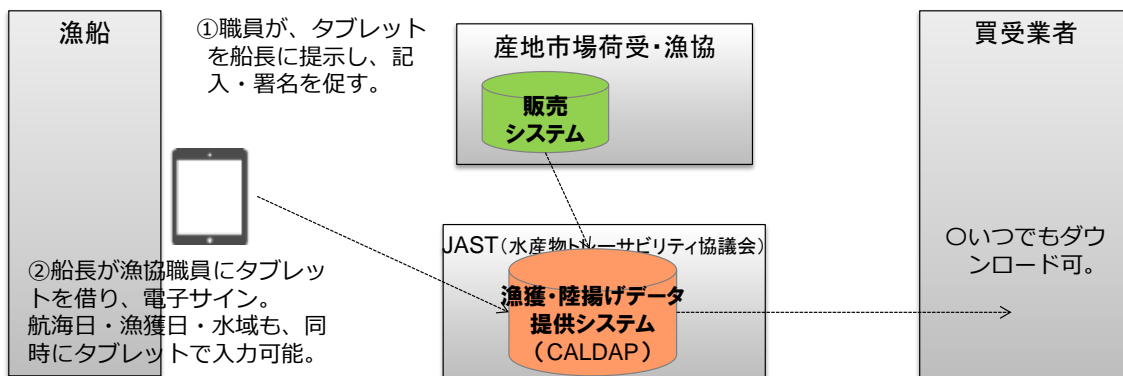 漁船
①職員が、タブレット
を船長に提示し、記
入・署名を促す。
産地市場荷受・漁協
販売
システム
買受業者
JAST（水産物トレーサビリティ協議会）
②船長が漁協職員にタブレッ
トを借り、電子サイン。
航海日・漁獲日・水域も、同
時にタブレットで入力可能。
漁獲・陸揚げデータ
提供システム
（CALDAP）
〇いつでもダウ
ンロード可。